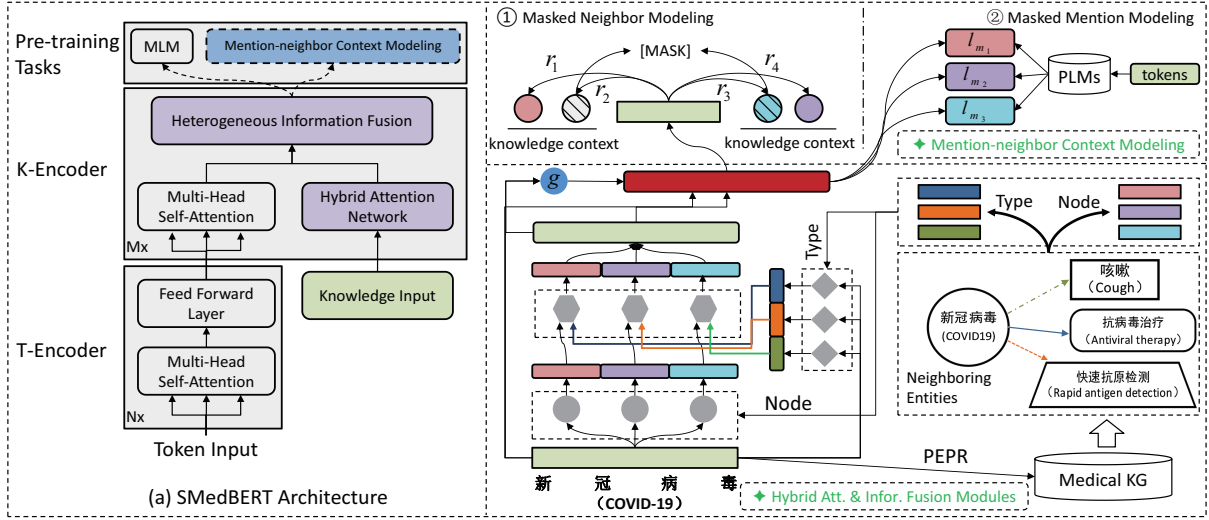 Pre-training
Tasks
MLM
Mention-neighbor Context Modeling
Heterogeneous Information Fusion
K-Encoder
Multi-Head
Self-Attention
Hybrid Attention
Network
Mx
Feed Forward
Layer
Knowledge Input
T-Encoder
Multi-Head
Self-Attention
Nx
Token Input
(a) SMedBERT Architecture
① Masked Neighbor Modeling
[MASK]
r1
r2
r3
r4
knowledge context
knowledge context
② Masked Mention Modeling
lm1
lm2
lm3
PLMs
tokens
✦ Mention-neighbor Context Modeling
g
Type
Node
Type
Node
新冠病毒
(COVID19)
咳嗽
(Cough)
抗病毒治疗
(Antiviral therapy)
快速抗原检测
(Rapid antigen detection)
Neighboring
Entities
PEPR
Medical KG
新 冠 病 毒
(COVID-19)
✦ Hybrid Att. & Infor. Fusion Modules